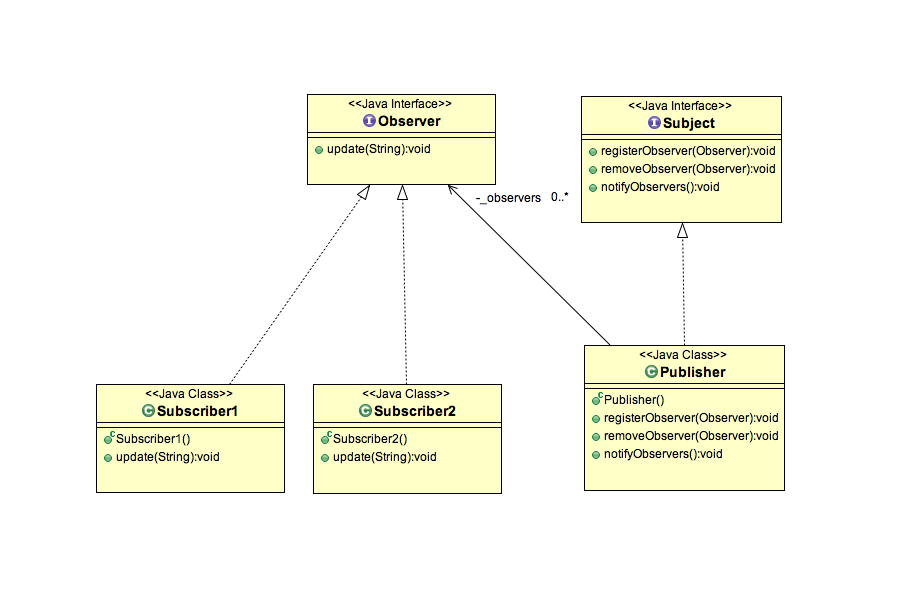 <<Java Interface>>
Observer
update(String):void
<<Java Interface>>
Subject
registerObserver(Observer):void
removeObserver(Observer):void
notifyObservers():void
-_observers 0..*
<<Java Class>>
Subscriber1
Subscriber1()
update(String):void
<<Java Class>>
Subscriber2
Subscriber2()
update(String):void
<<Java Class>>
Publisher
Publisher()
registerObserver(Observer):void
removeObserver(Observer):void
notifyObservers():void